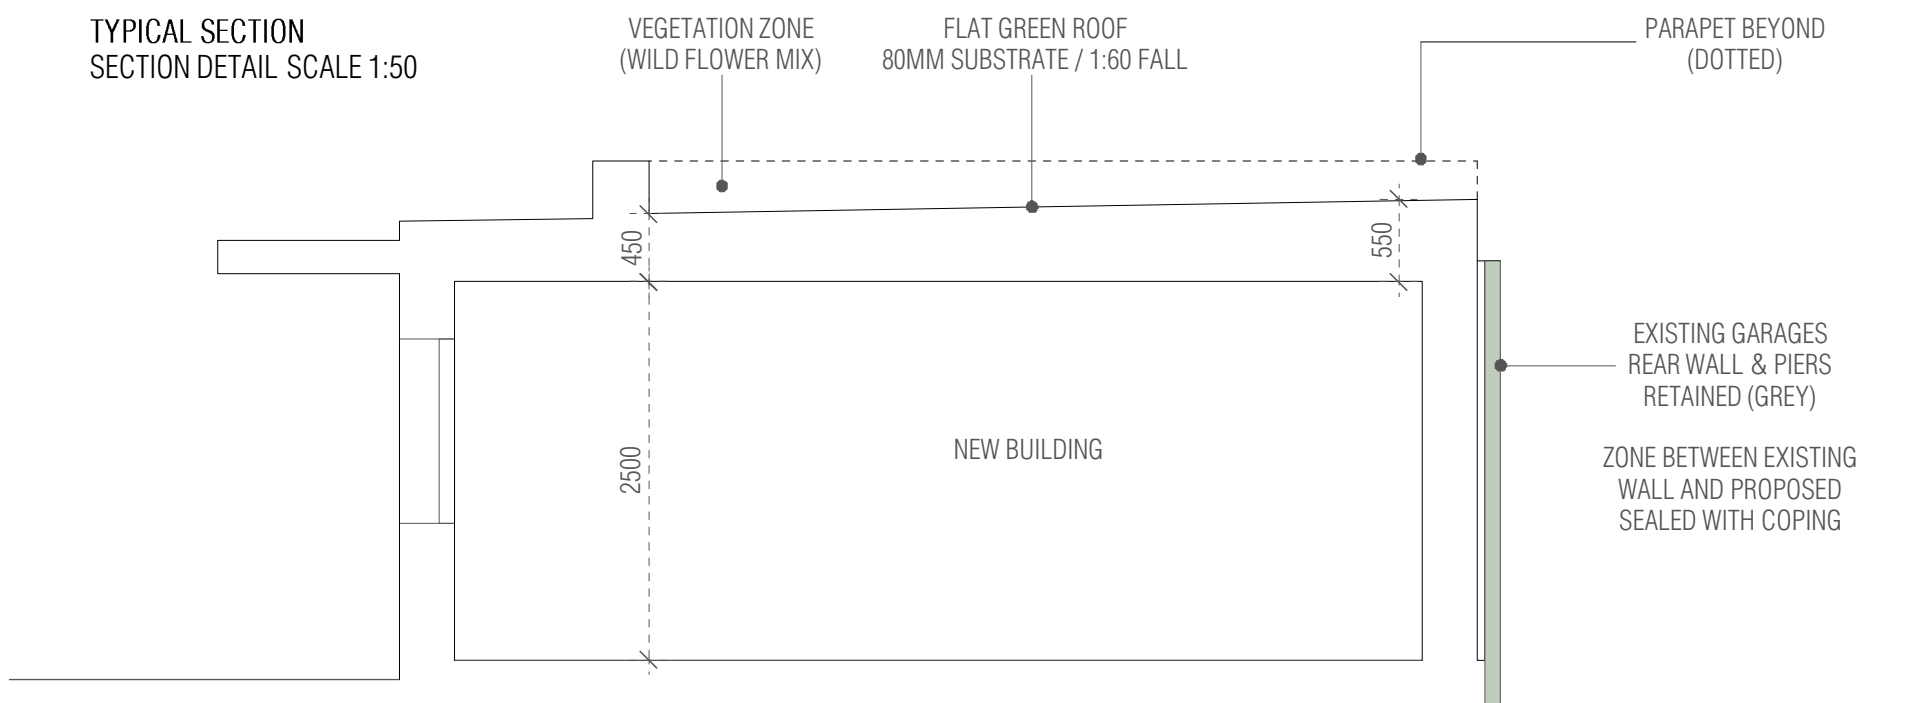 TYPICAL SECTION
SECTION DETAIL SCALE 1:50
VEGETATION ZONE
(WILD FLOWER MIX)
FLAT GREEN ROOF
80MM SUBSTRATE / 1:60 FALL
PARAPET BEYOND
(DOTTED)
450
550
2500
NEW BUILDING
EXISTING GARAGES
REAR WALL & PIERS
RETAINED (GREY)
ZONE BETWEEN EXISTING
WALL AND PROPOSED
SEALED WITH COPING